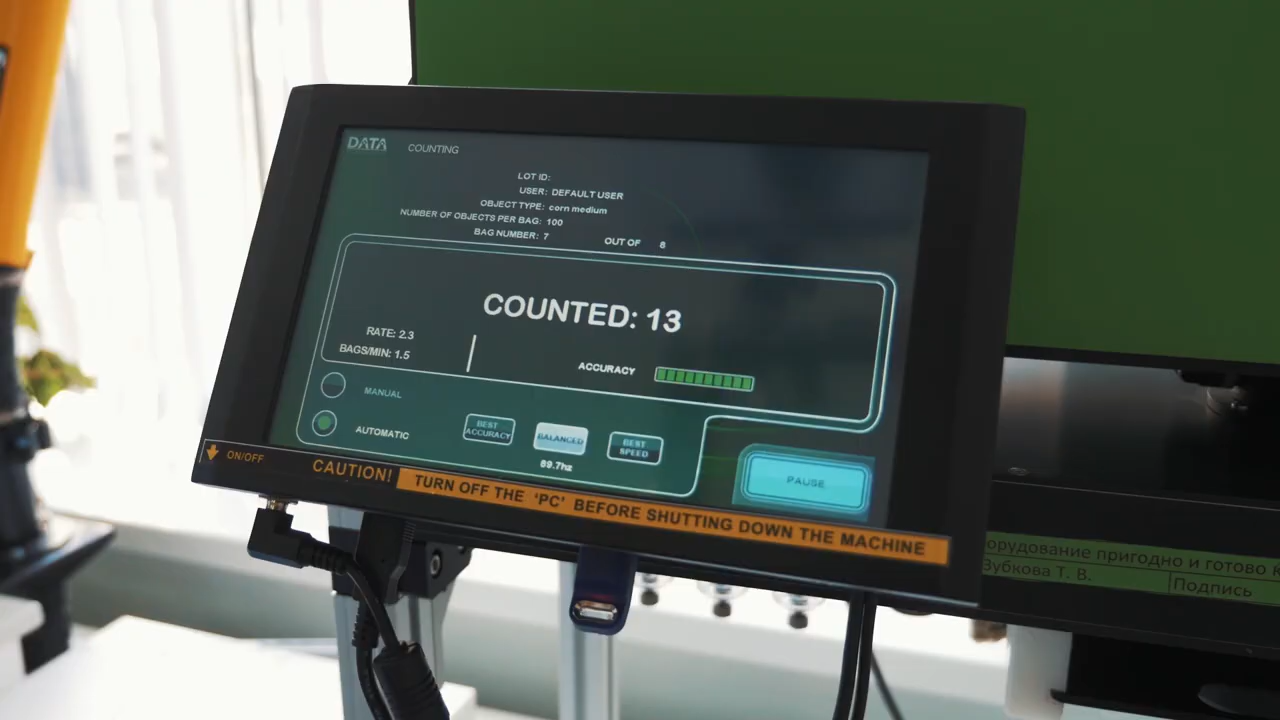 DATA COUNTING
LOT ID:
USER: DEFAULT USER
OBJECT TYPE: corn medium
NUMBER OF OBJECTS PER BAG: 100
BAG NUMBER: 7 OUT OF 8
COUNTED: 13
RATE: 2.3
BAGS/MIN: 1.5
ACCURACY
MANUAL
AUTOMATIC
BEST ACCURACY
BALANCED
BEST SPEED
89.7hz
PAUSE
ON/OFF
CAUTION! TURN OFF THE 'PC' BEFORE SHUTTING DOWN THE MACHINE
орудование пригодно и готово к
Зубкова Т. В. Подпись